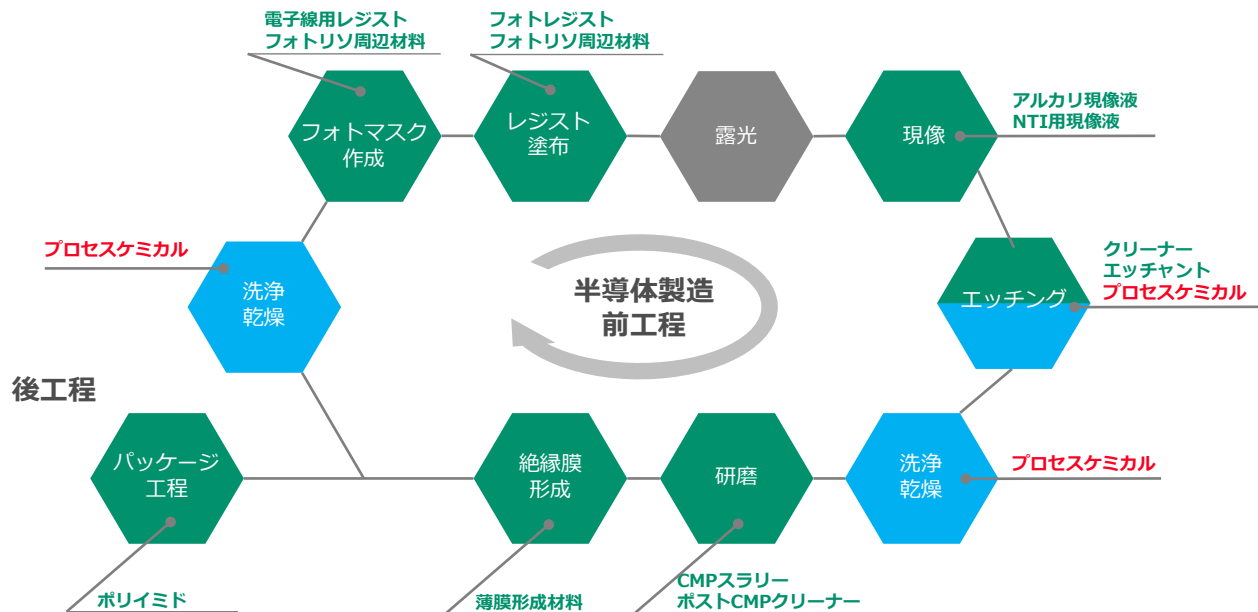 電子線用レジスト
フォトリソ周辺材料
フォトレジスト
フォトリソ周辺材料
フォトマスク
作成
レジスト
塗布
露光
現像
アルカリ現像液
NTI用現像液
プロセスケミカル
洗浄
乾燥
半導体製造
前工程
エッチング
クリーナー
エッチャント
プロセスケミカル
後工程
パッケージ
工程
絶縁膜
形成
研磨
洗浄
乾燥
プロセスケミカル
ポリイミド
薄膜形成材料
CMPスラリー
ポストCMPクリーナー